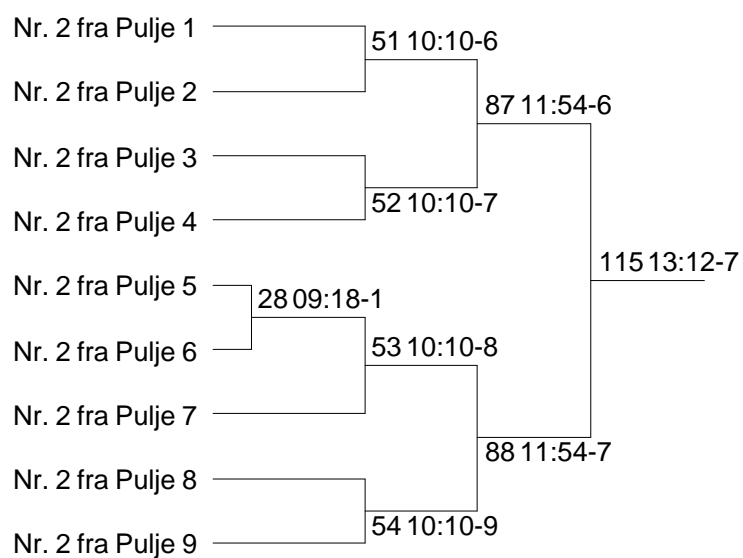 Nr. 2 fra Pulje 1
51 10:10-6
Nr. 2 fra Pulje 2
87 11:54-6
Nr. 2 fra Pulje 3
52 10:10-7
Nr. 2 fra Pulje 4
115 13:12-7
Nr. 2 fra Pulje 5
28 09:18-1
Nr. 2 fra Pulje 6
53 10:10-8
Nr. 2 fra Pulje 7
88 11:54-7
Nr. 2 fra Pulje 8
54 10:10-9
Nr. 2 fra Pulje 9